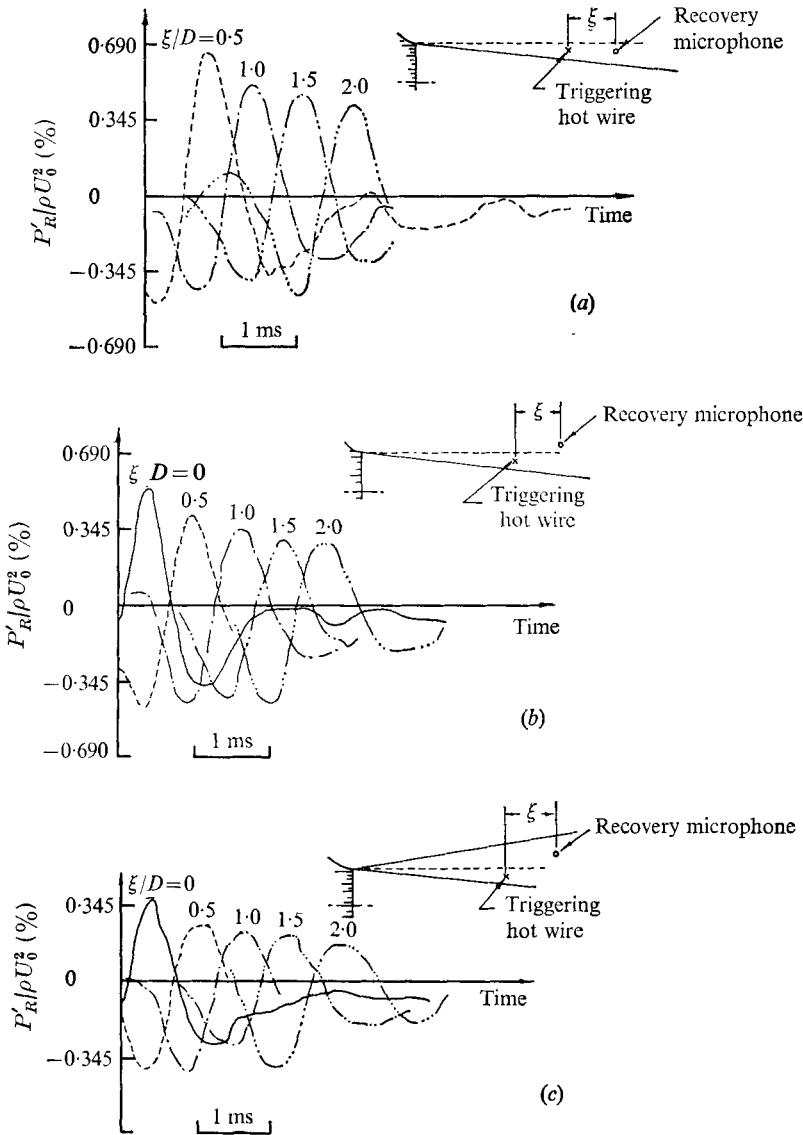 ξ/D=0·5
1·0
1·5
2·0
ξ
Recovery
microphone
Triggering
hot wire
0·690
0·345
0
−0·345
−0·690
P′R/ρU₀² (%)
Time
1 ms
(a)
ξ D=0
0·5
1·0
1·5
2·0
ξ
Recovery microphone
Triggering
hot wire
0·690
0·345
0
−0·345
−0·690
P′R/ρU₀² (%)
Time
1 ms
(b)
ξ/D=0
0·5
1·0
1·5
2·0
ξ
Recovery microphone
Triggering
hot wire
0·345
0
−0·345
P′R/ρU₀² (%)
Time
1 ms
(c)